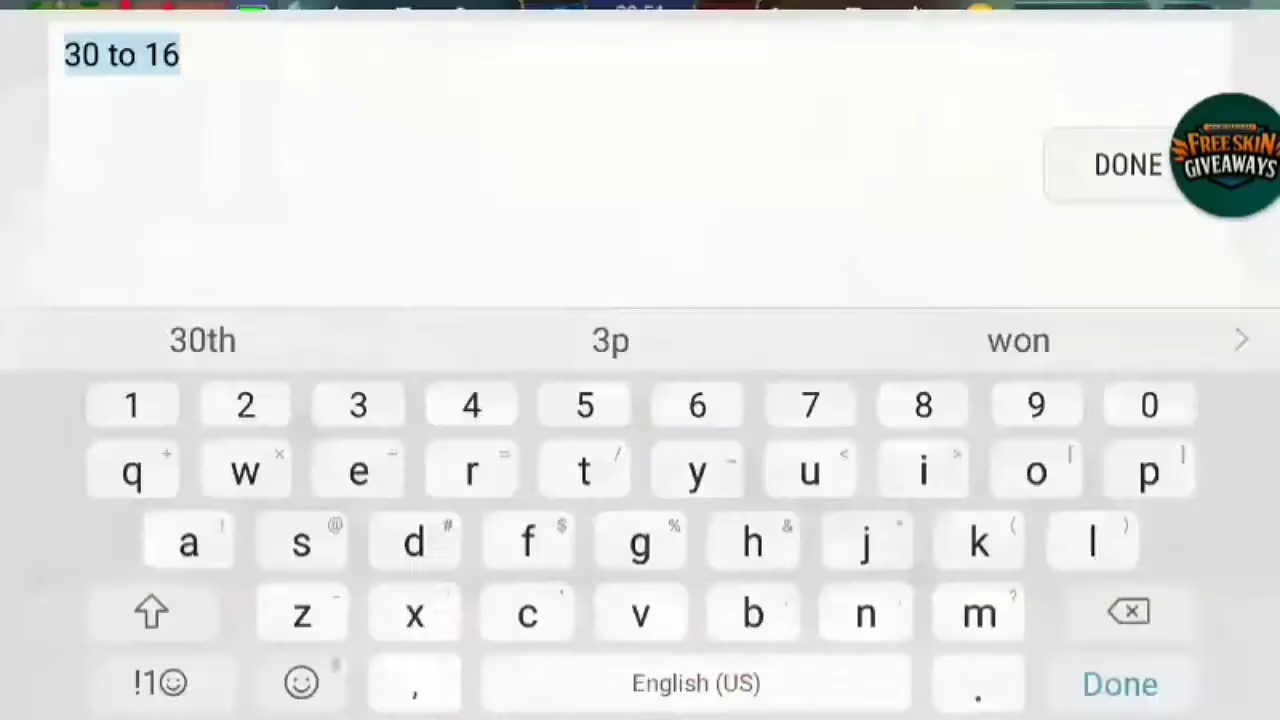 30 to 16
DONE
FREE SKIN
GIVEAWAYS
30th 3p won
1 2 3 4 5 6 7 8 9 0
q w e r t y u i o p
a s d f g h j k l
z x c v b n m
!1☺ , English (US) . Done